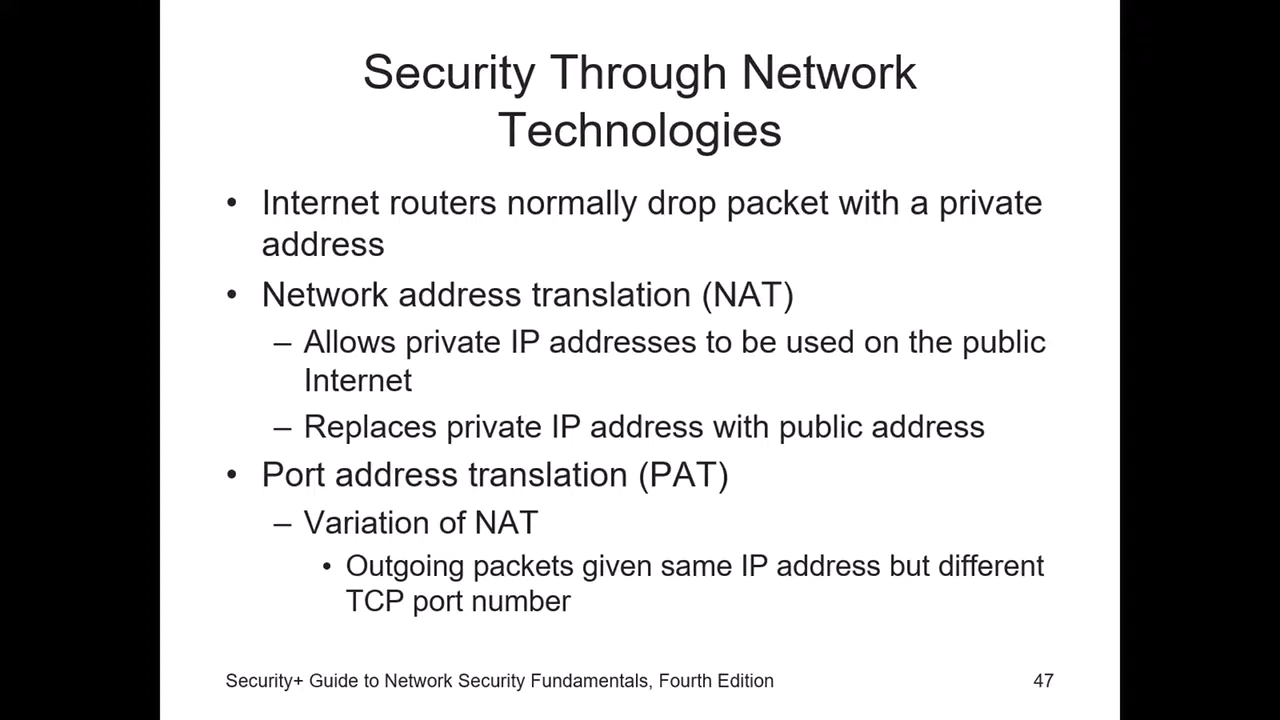 Security Through Network
Technologies
• Internet routers normally drop packet with a private
address
• Network address translation (NAT)
– Allows private IP addresses to be used on the public
Internet
– Replaces private IP address with public address
• Port address translation (PAT)
– Variation of NAT
• Outgoing packets given same IP address but different
TCP port number
Security+ Guide to Network Security Fundamentals, Fourth Edition 47